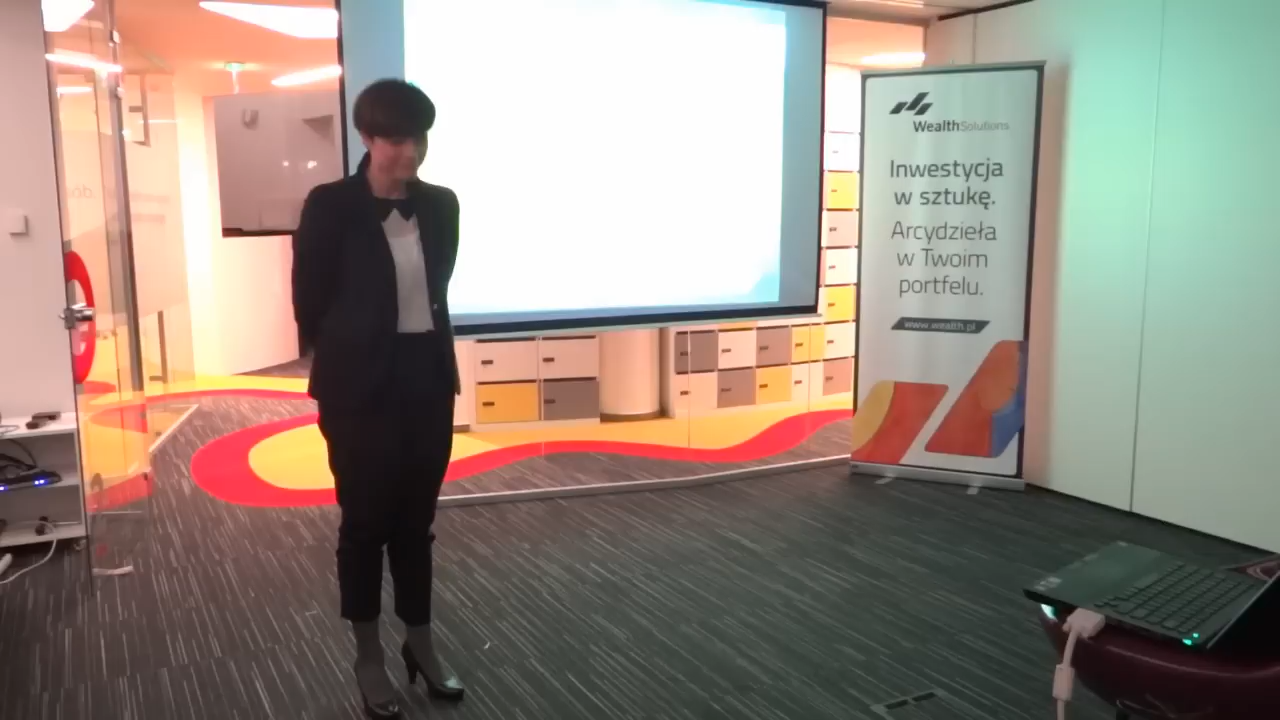 WealthSolutions
Inwestycja
w sztukę.
Arcydzieła
w Twoim
portfelu.
www.wealth.pl